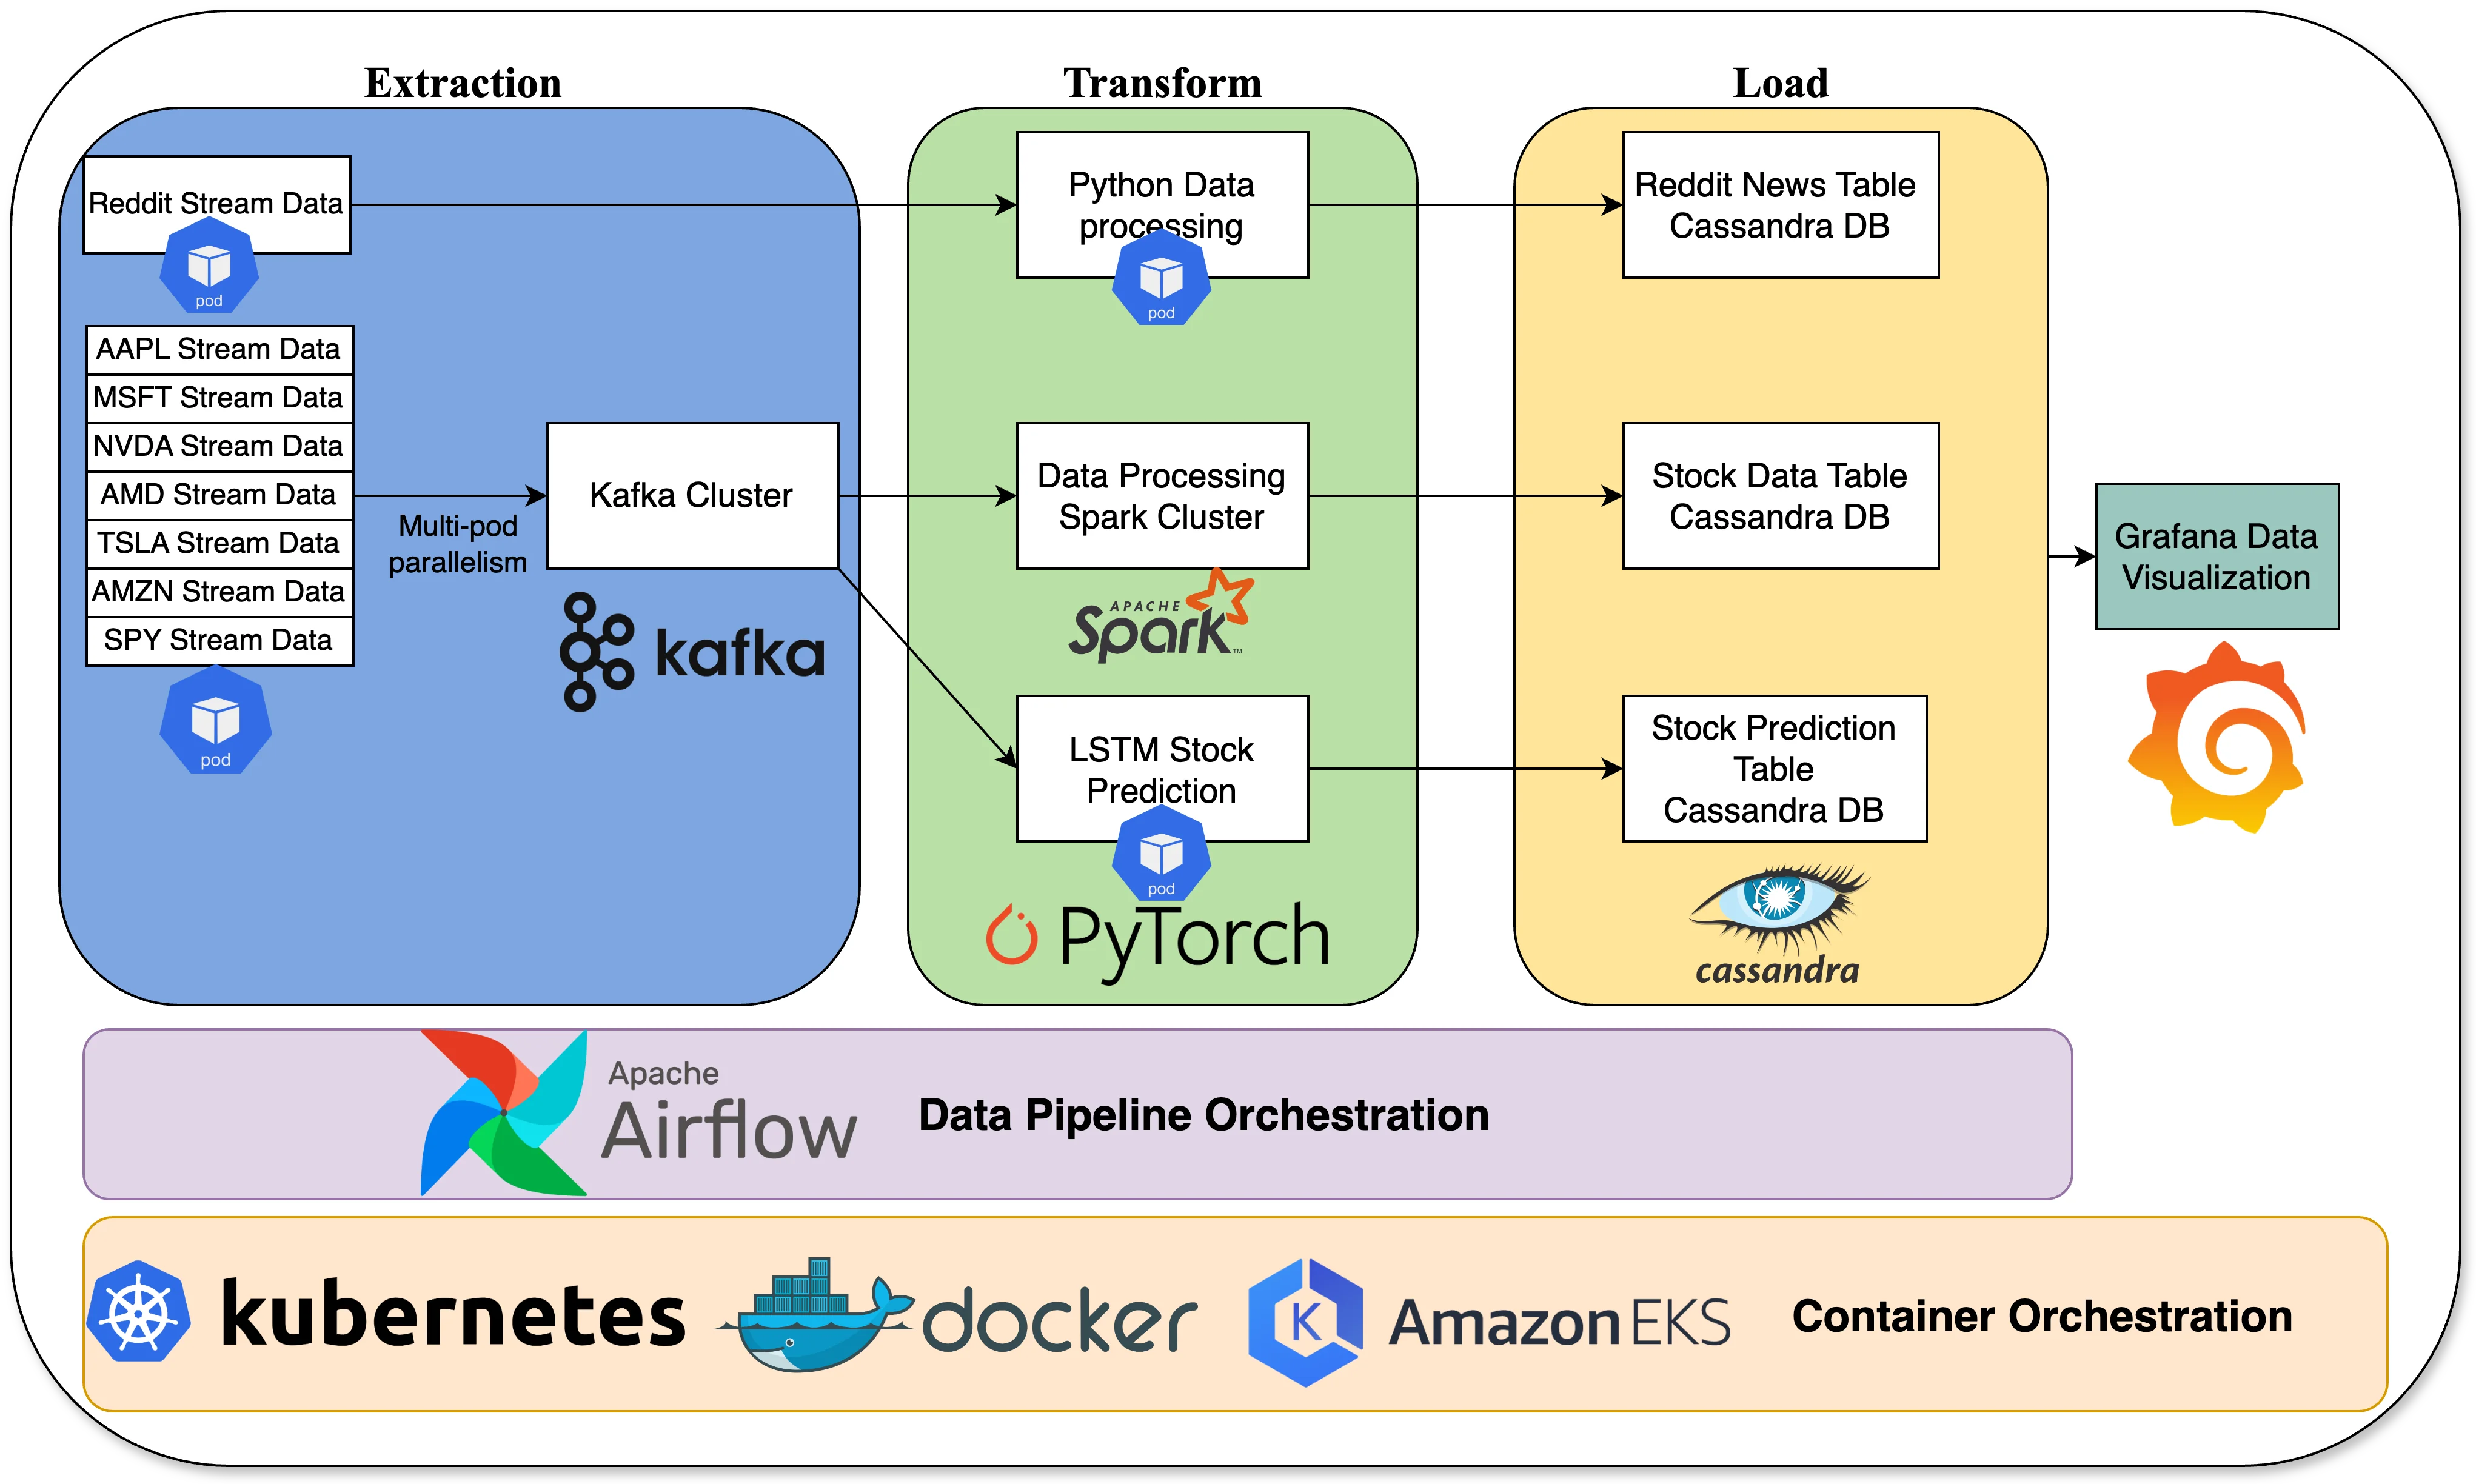 Extraction
Transform
Load
Reddit Stream Data
pod
AAPL Stream Data
MSFT Stream Data
NVDA Stream Data
AMD Stream Data
TSLA Stream Data
AMZN Stream Data
SPY Stream Data
pod
Multi-pod
parallelism
Kafka Cluster
kafka
Python Data
processing
pod
Data Processing
Spark Cluster
APACHE
Spark™
LSTM Stock
Prediction
pod
PyTorch
Reddit News Table
Cassandra DB
Stock Data Table
Cassandra DB
Stock Prediction
Table
Cassandra DB
cassandra
Grafana Data
Visualization
Apache
Airflow
Data Pipeline Orchestration
kubernetes
docker
K
Amazon EKS
Container Orchestration